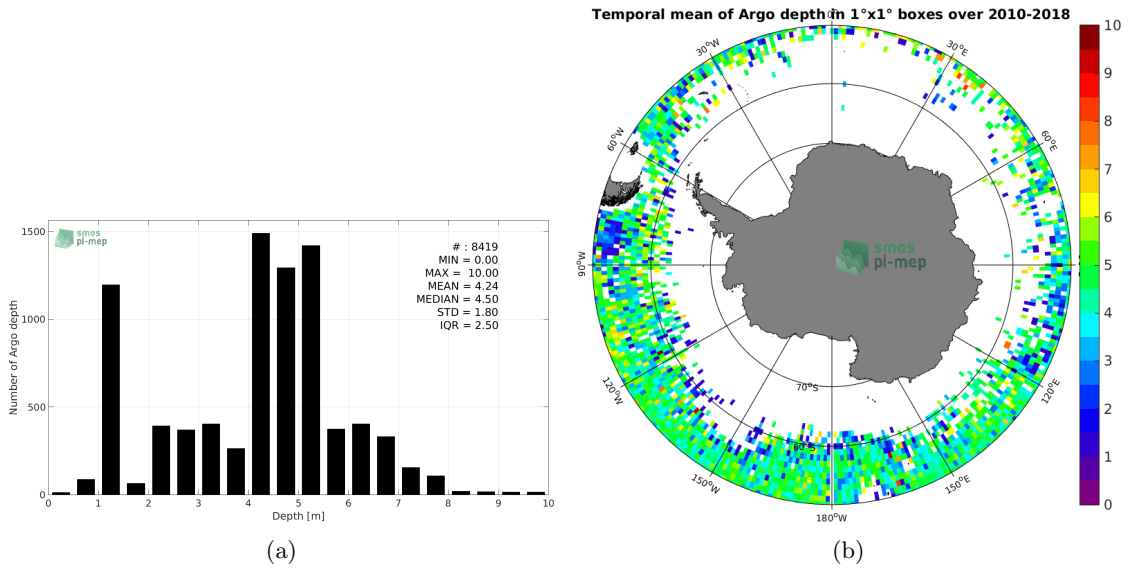 smos
pi-mep
# : 8419
MIN = 0.00
MAX = 10.00
MEAN = 4.24
MEDIAN = 4.50
STD = 1.80
IQR = 2.50
Number of Argo depth
1500
1000
500
0
0 1 2 3 4 5 6 7 8 9 10
Depth [m]
(a)
Temporal mean of Argo depth in 1°x1° boxes over 2010-2018
30°W
30°E
60°W
60°E
90°W
smos
pi-mep
70°S
60°S
120°W
120°E
150°W
150°E
180°W
10
9
8
7
6
5
4
3
2
1
0
(b)